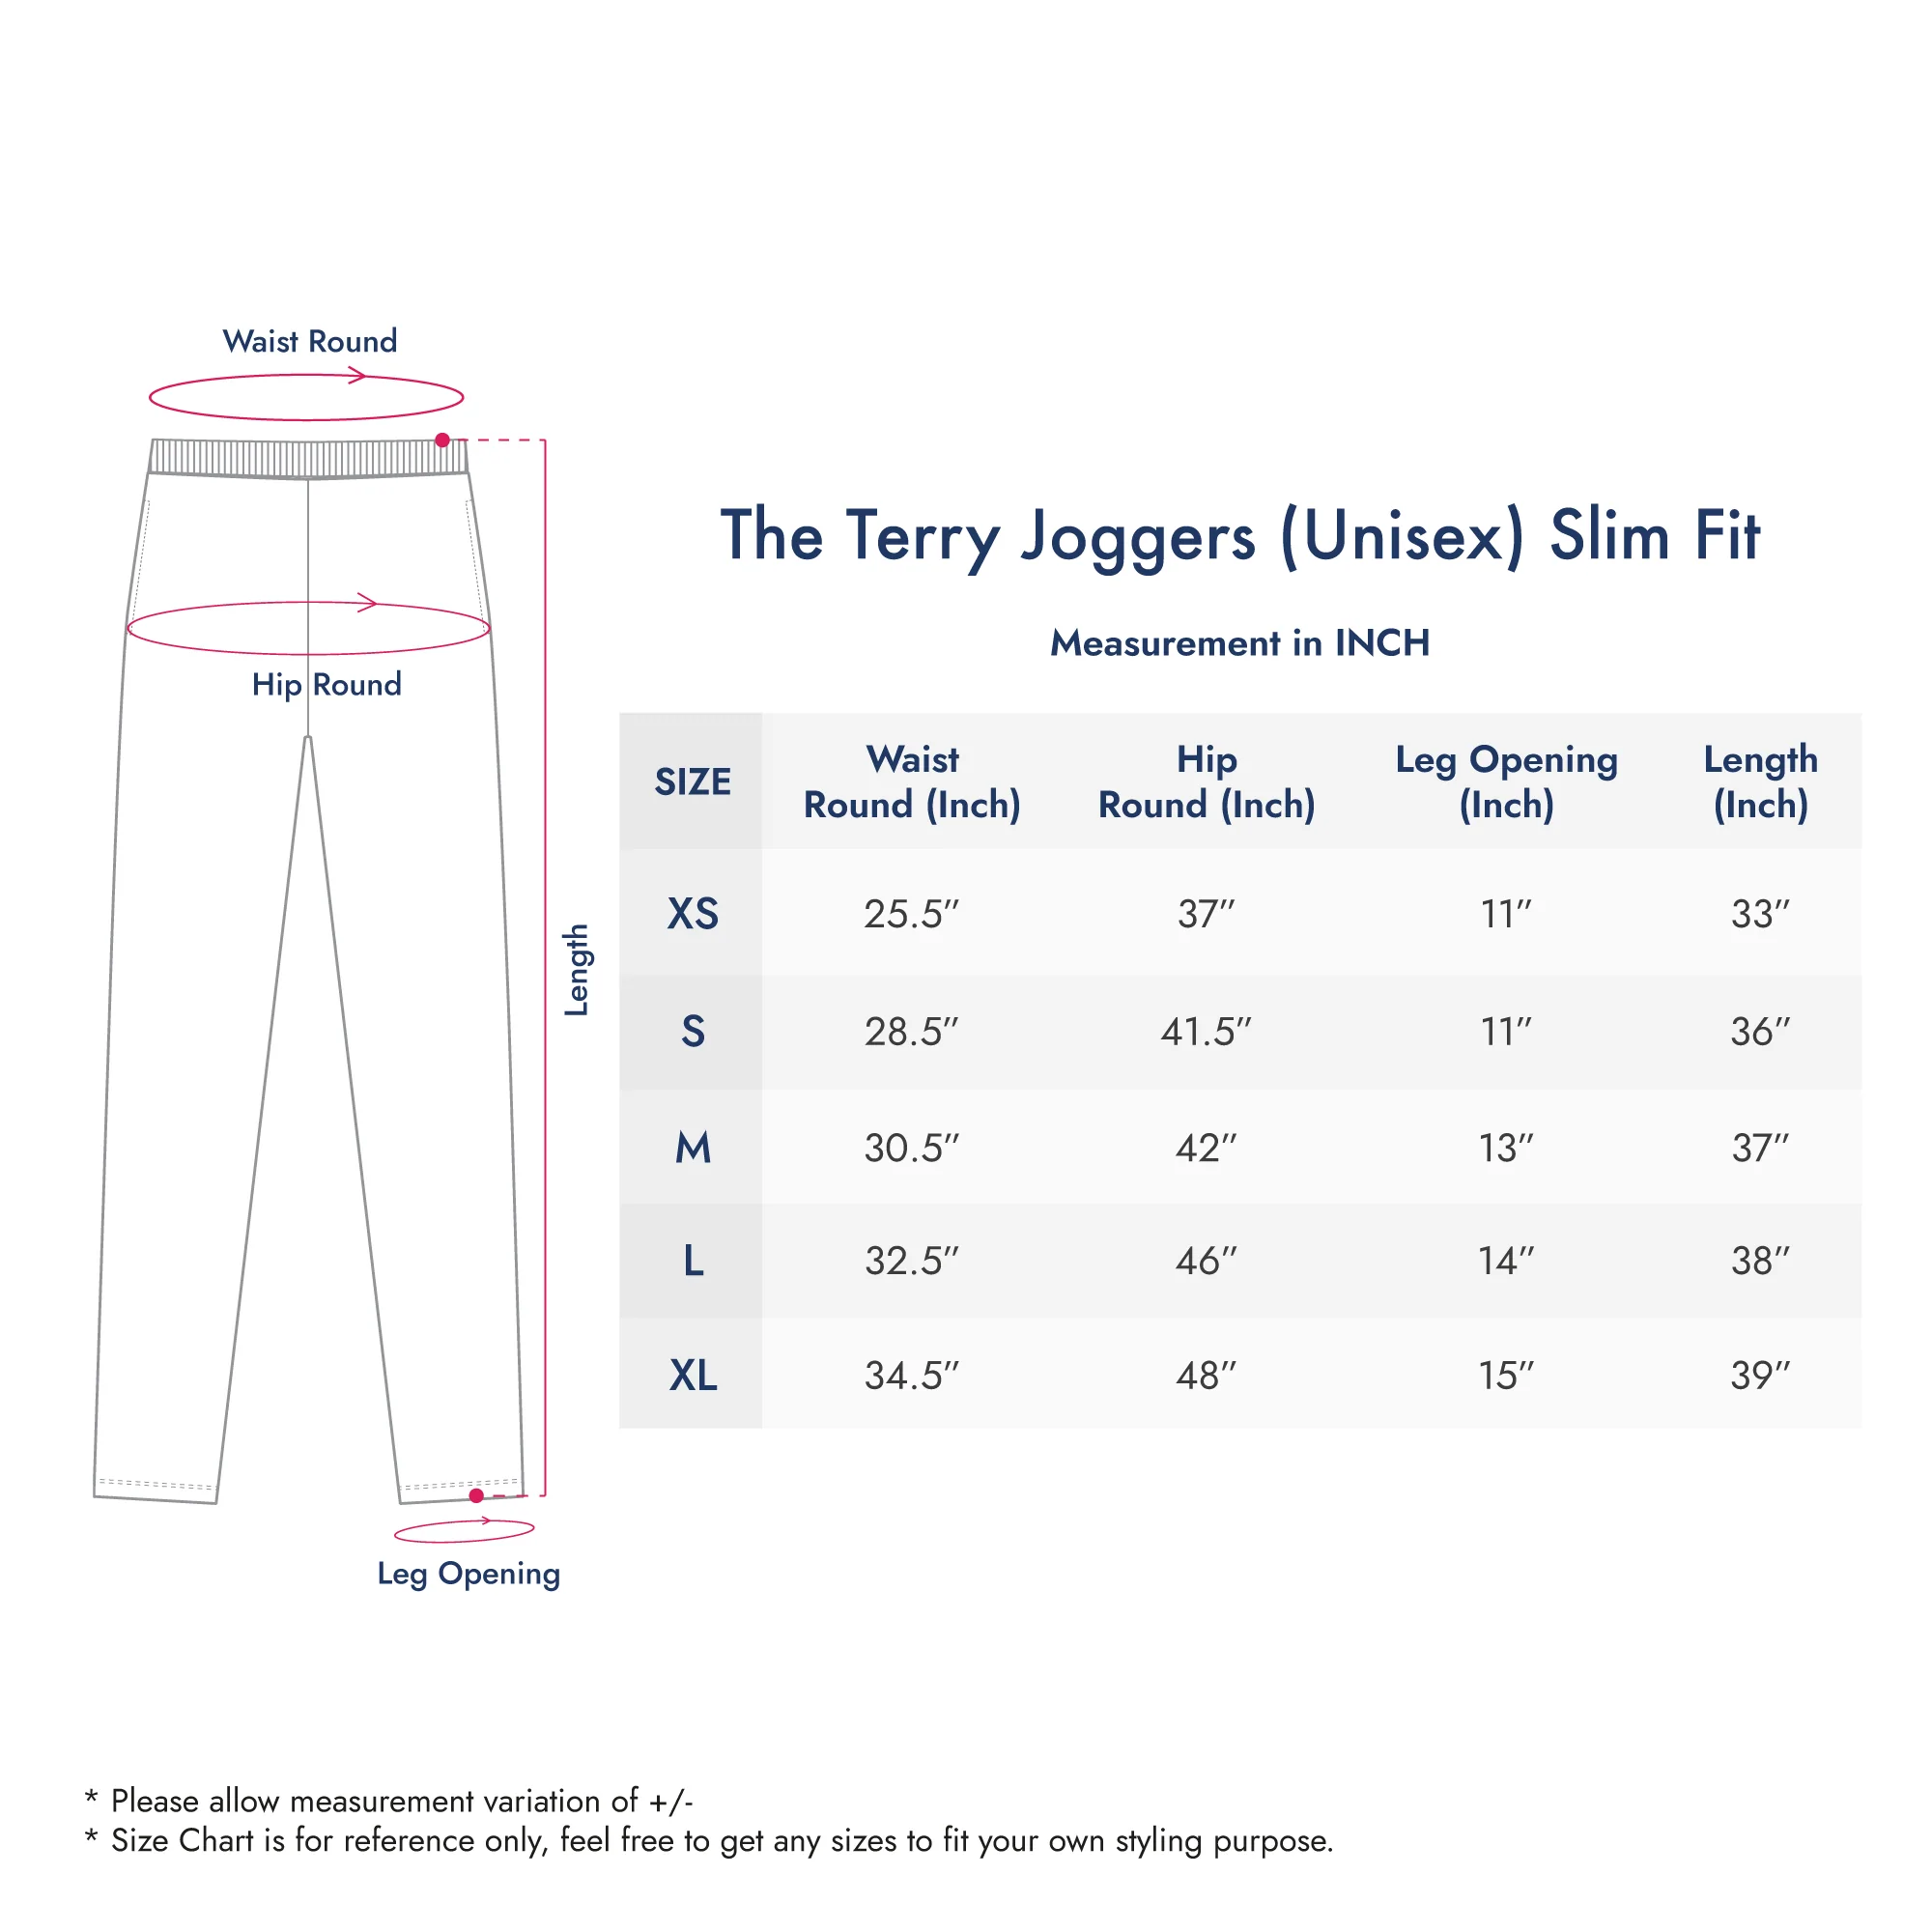 Waist Round
Hip Round
Length
Leg Opening
The Terry Joggers (Unisex) Slim Fit
Measurement in INCH
SIZE Waist Round (Inch) Hip Round (Inch) Leg Opening (Inch) Length (Inch)
XS 25.5’’ 37’’ 11’’ 33’’
S 28.5’’ 41.5’’ 11’’ 36’’
M 30.5’’ 42’’ 13’’ 37’’
L 32.5’’ 46’’ 14’’ 38’’
XL 34.5’’ 48’’ 15’’ 39’’
* Please allow measurement variation of +/-
* Size Chart is for reference only, feel free to get any sizes to fit your own styling purpose.